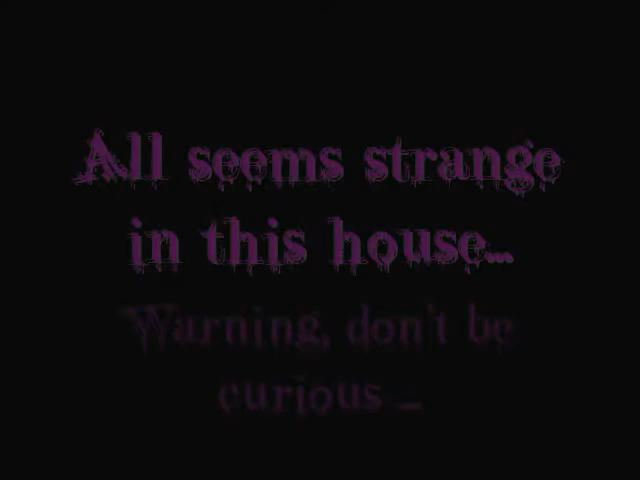 All seems strange
in this house...
Warning, don't be
curious ...